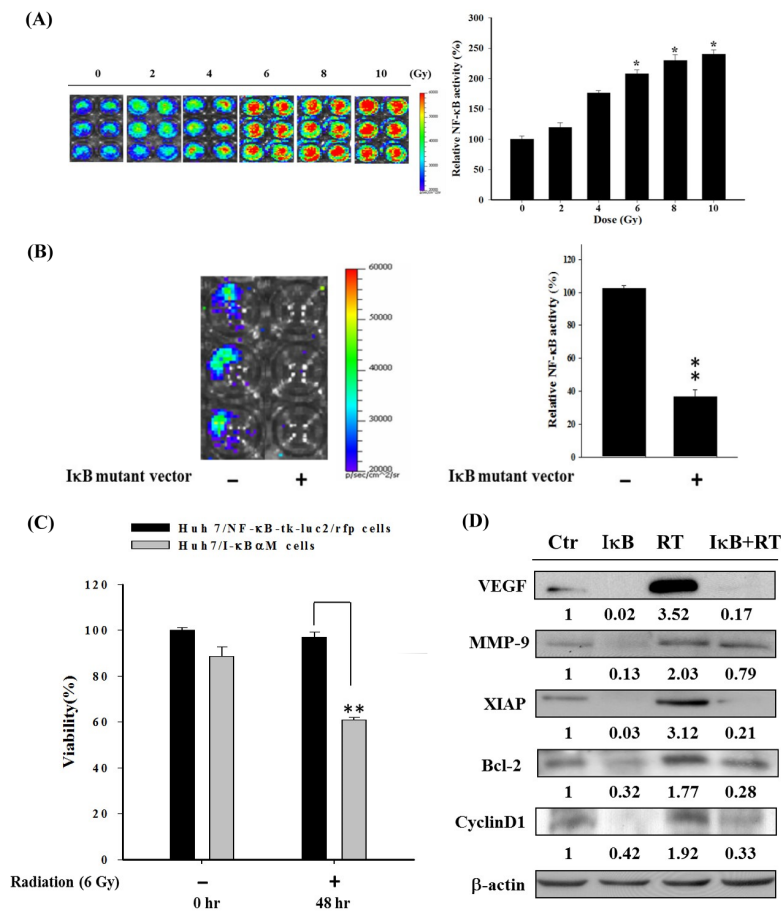 (A)
0 2 4 6 8 10 (Gy)
Relative NF-κB activity (%)
300
250
200
150
100
50
0
* * *
0 2 4 6 8 10
Dose (Gy)
(B)
60000
50000
40000
30000
20000
p/sec/cm^2/sr
IκB mutant vector − +
Relative NF-κB activty (%)
120
100
80
60
40
20
0
**
IκB mutant vector − +
(C)
Huh 7/NF-κB-tk-luc2/rfp cells
Huh7/I-κBαM cells
Viability(%)
120
100
80
60
40
20
0
**
Radiation (6 Gy) − +
0 hr 48 hr
(D)
Ctr IκB RT IκB+RT
VEGF
1 0.02 3.52 0.17
MMP-9
1 0.13 2.03 0.79
XIAP
1 0.03 3.12 0.21
Bcl-2
1 0.32 1.77 0.28
CyclinD1
1 0.42 1.92 0.33
β-actin